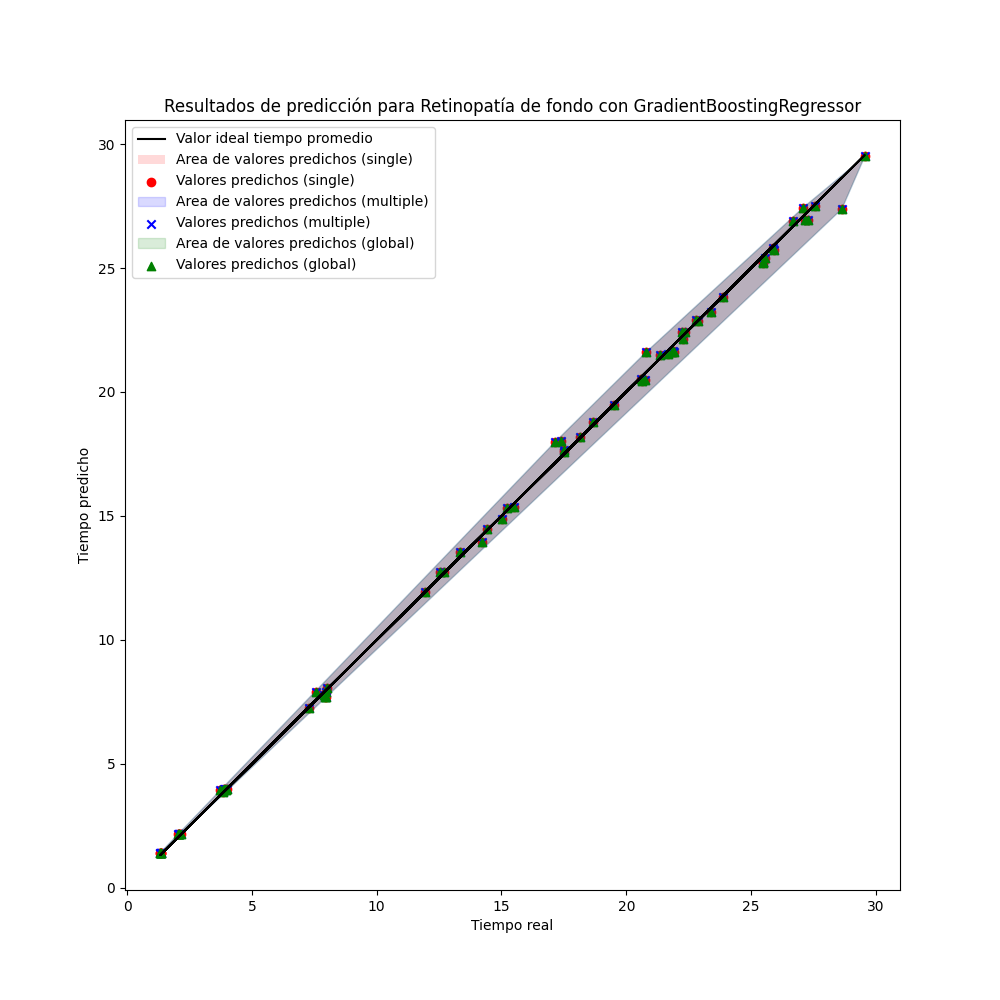 Resultados de predicción para Retinopatía de fondo con GradientBoostingRegressor
Valor ideal tiempo promedio
Area de valores predichos (single)
Valores predichos (single)
Area de valores predichos (multiple)
Valores predichos (multiple)
Area de valores predichos (global)
Valores predichos (global)
30
25
20
15
10
5
0
Tiempo predicho
0 5 10 15 20 25 30
Tiempo real